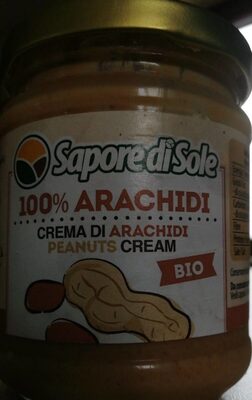 Sapore di Sole
100% ARACHIDI
CREMA DI ARACHIDI
PEANUTS CREAM
BIO